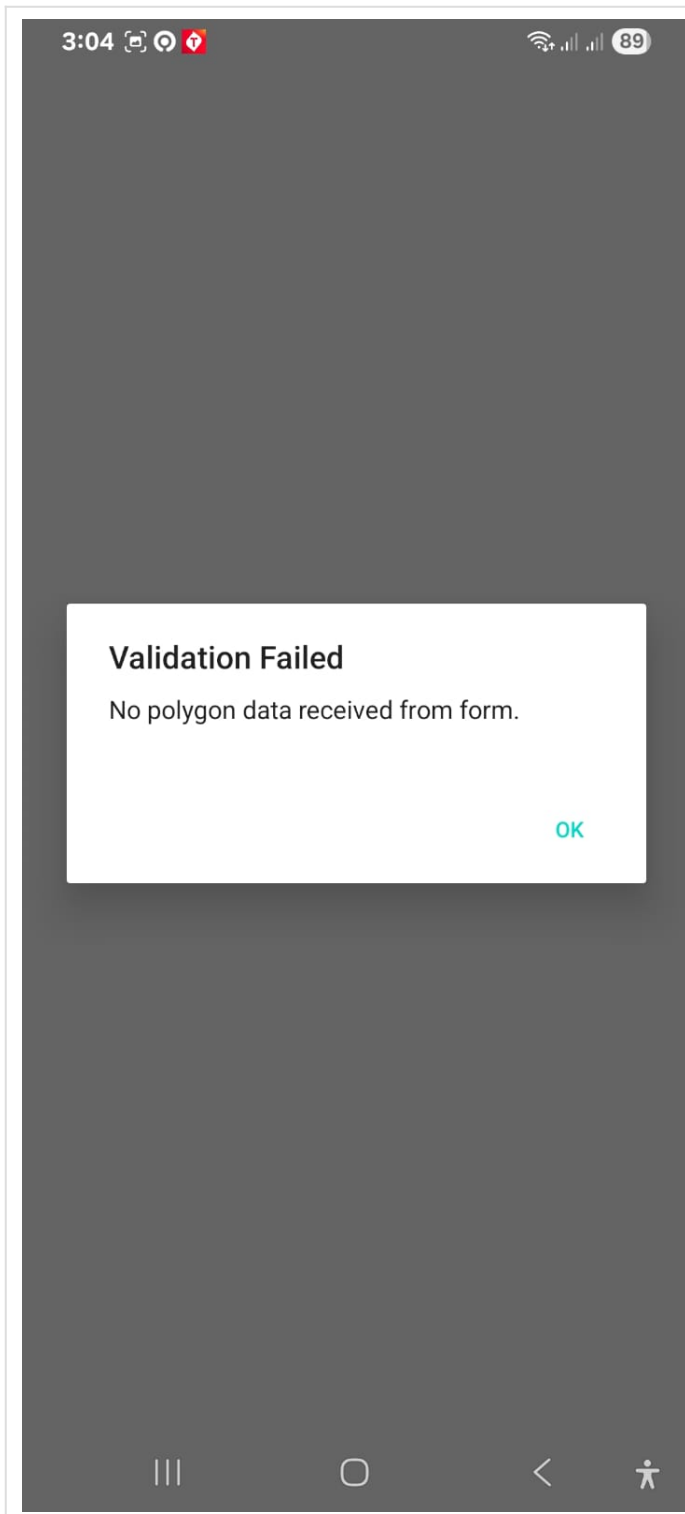 3:04 89
Validation Failed
No polygon data received from form.
OK